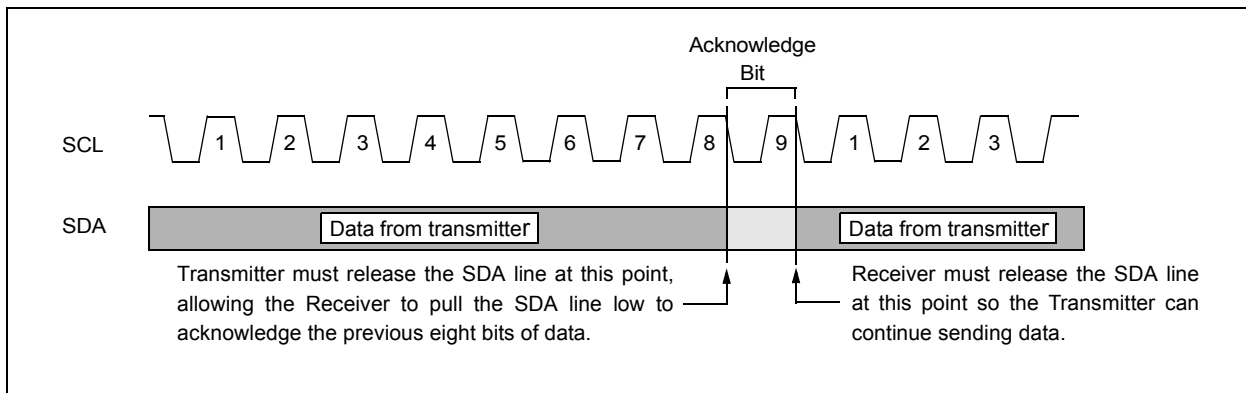 Acknowledge
Bit
SCL
1 2 3 4 5 6 7 8 9 1 2 3
SDA
Data from transmitter
Data from transmitter
Transmitter must release the SDA line at this point,
allowing the Receiver to pull the SDA line low to
acknowledge the previous eight bits of data.
Receiver must release the SDA line
at this point so the Transmitter can
continue sending data.